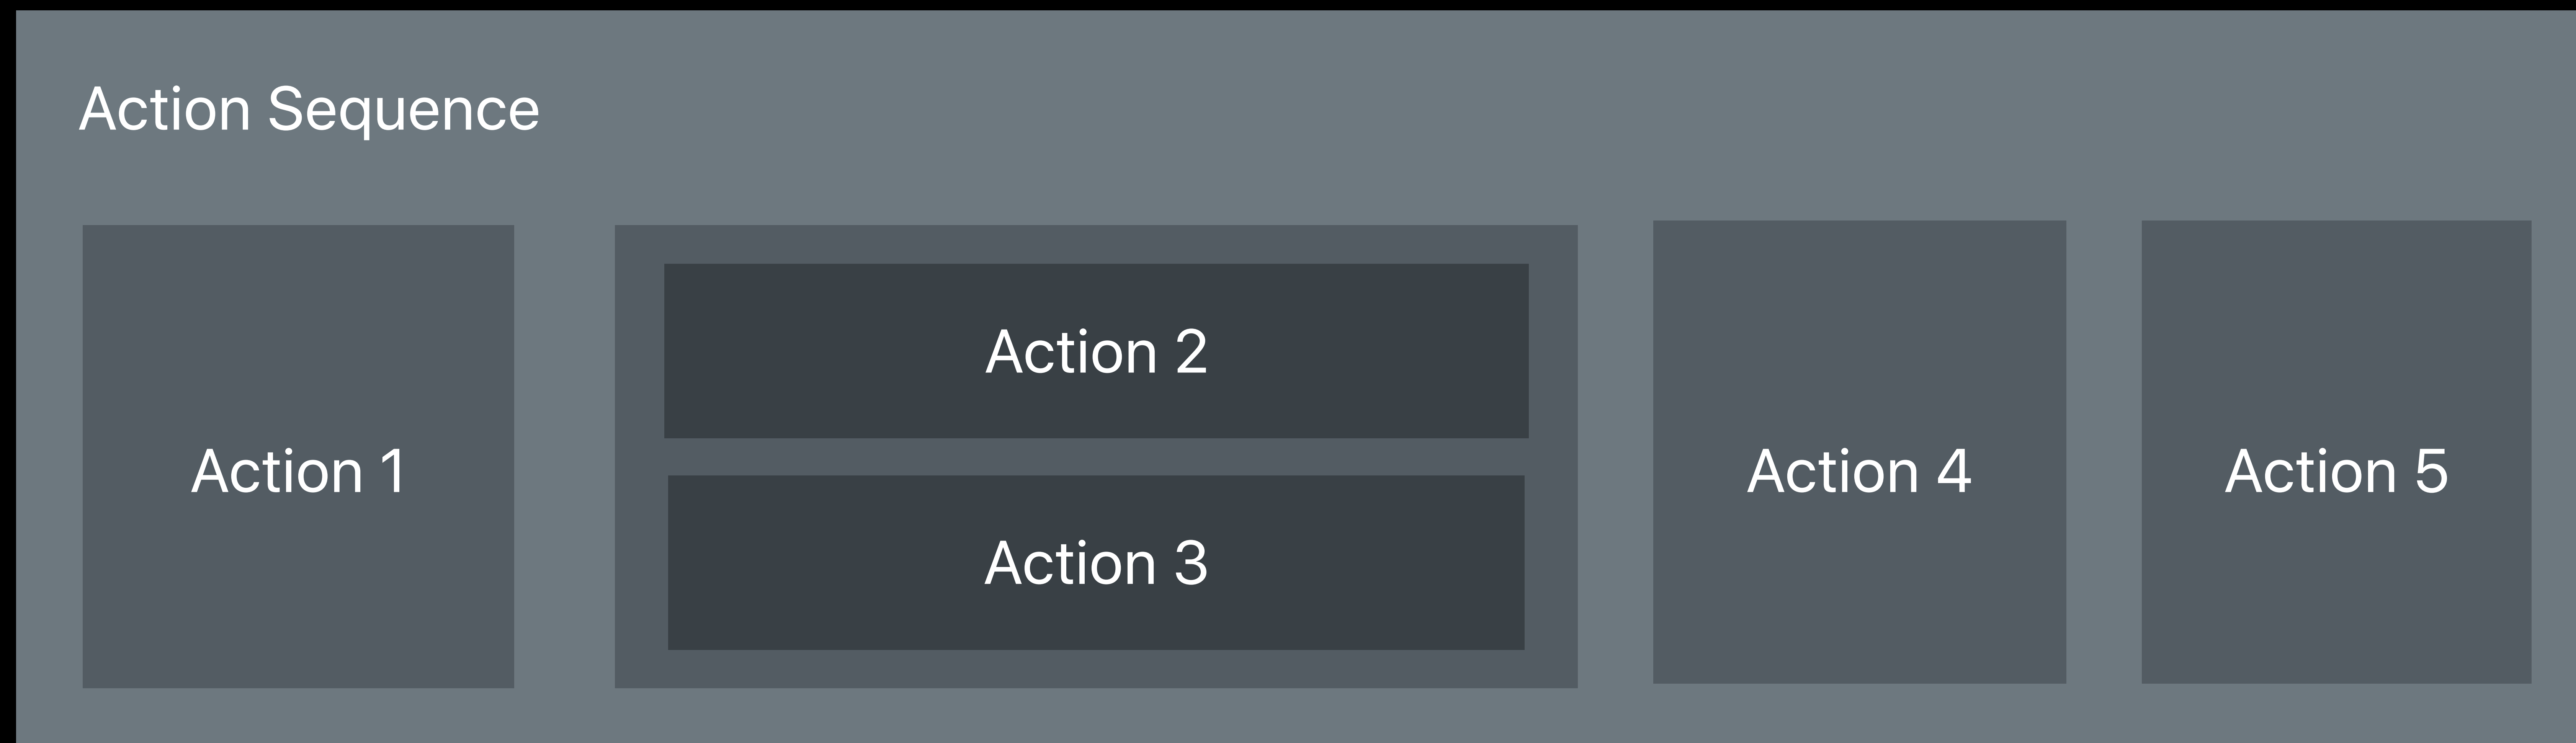 Action Sequence
Action 1
Action 2
Action 3
Action 4
Action 5